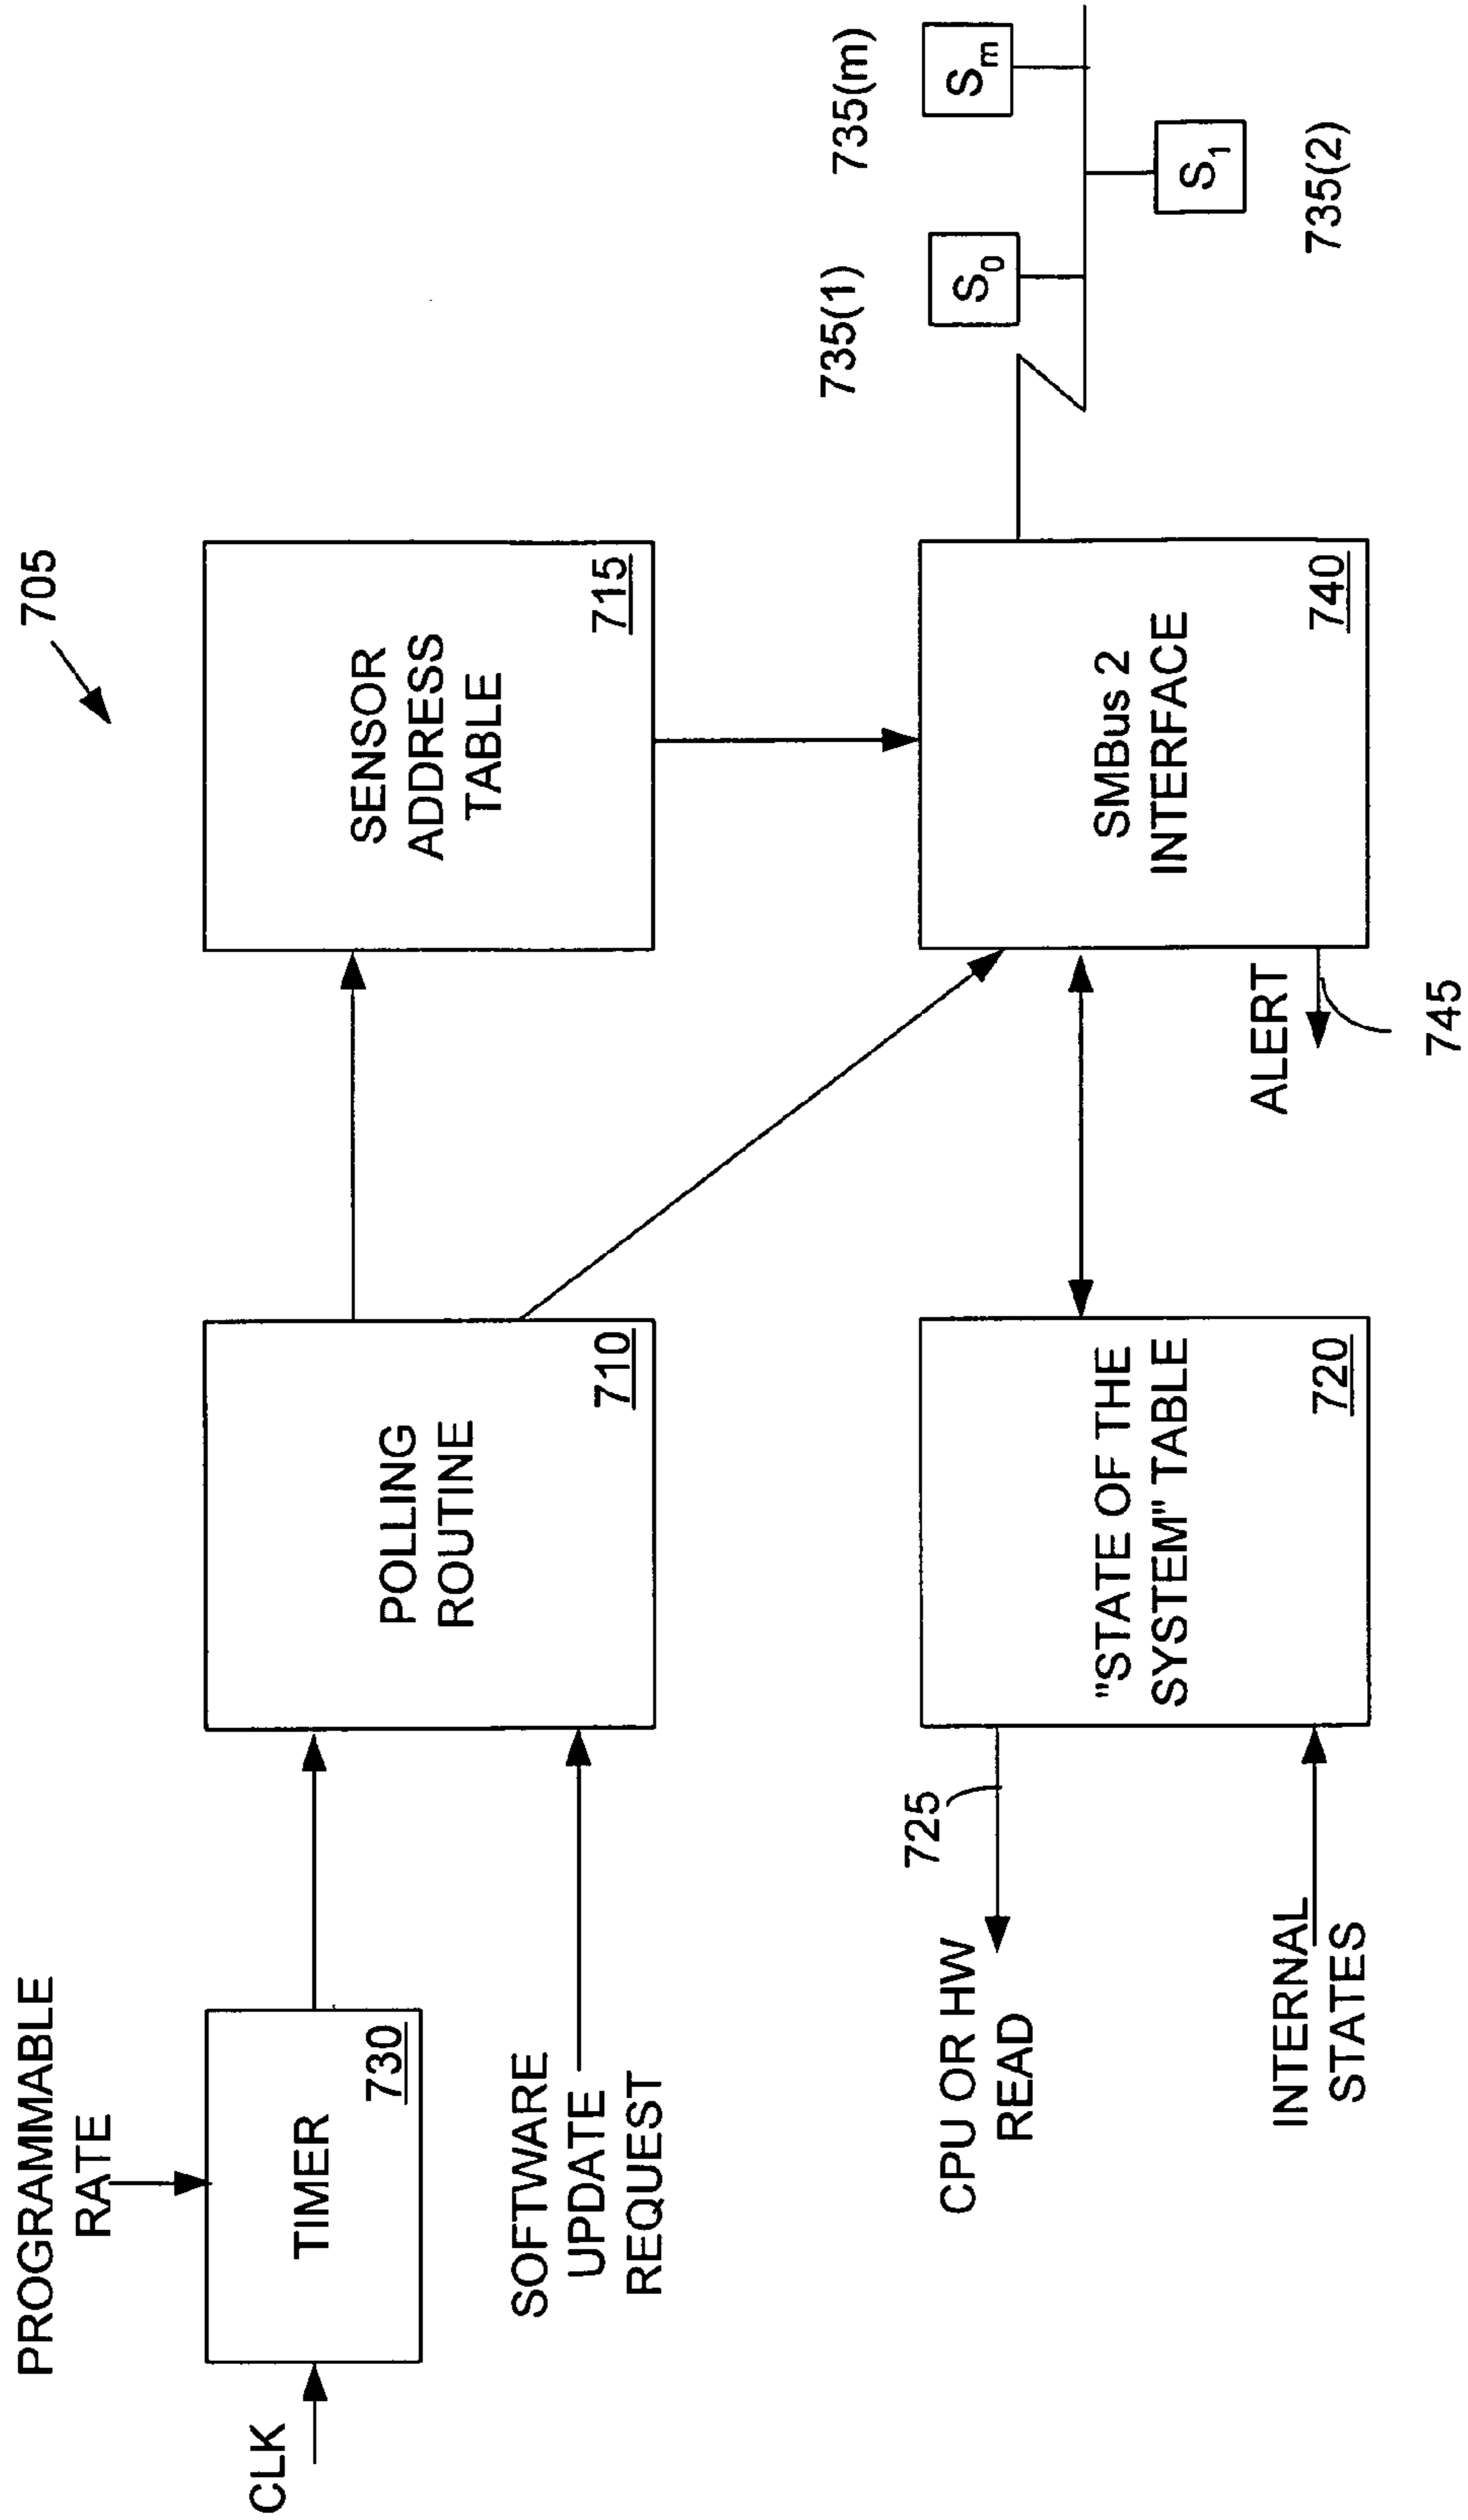 705
PROGRAMMABLE
RATE
CLK
TIMER
730
SOFTWARE
UPDATE
REQUEST
POLLING
ROUTINE
710
SENSOR
ADDRESS
TABLE
715
725
CPU OR HW
READ
INTERNAL
STATES
"STATE OF THE
SYSTEM" TABLE
720
SMBus 2
INTERFACE
740
ALERT
745
735(1)
S0
735(m)
Sm
S1
735(2)